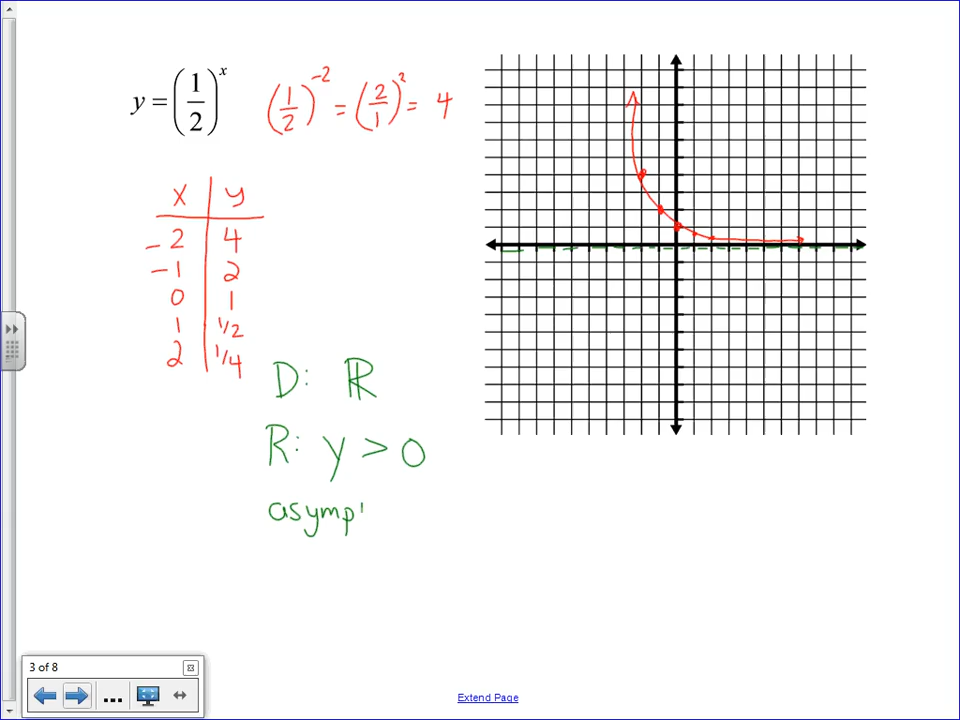 y = (1/2)^x (1/2)^-2 = (2/1)^2 = 4
x y
-2 4
-1 2
0 1
1 1/2
2 1/4
D: ℝ
R: y > 0
asymp
3 of 8
...
Extend Page